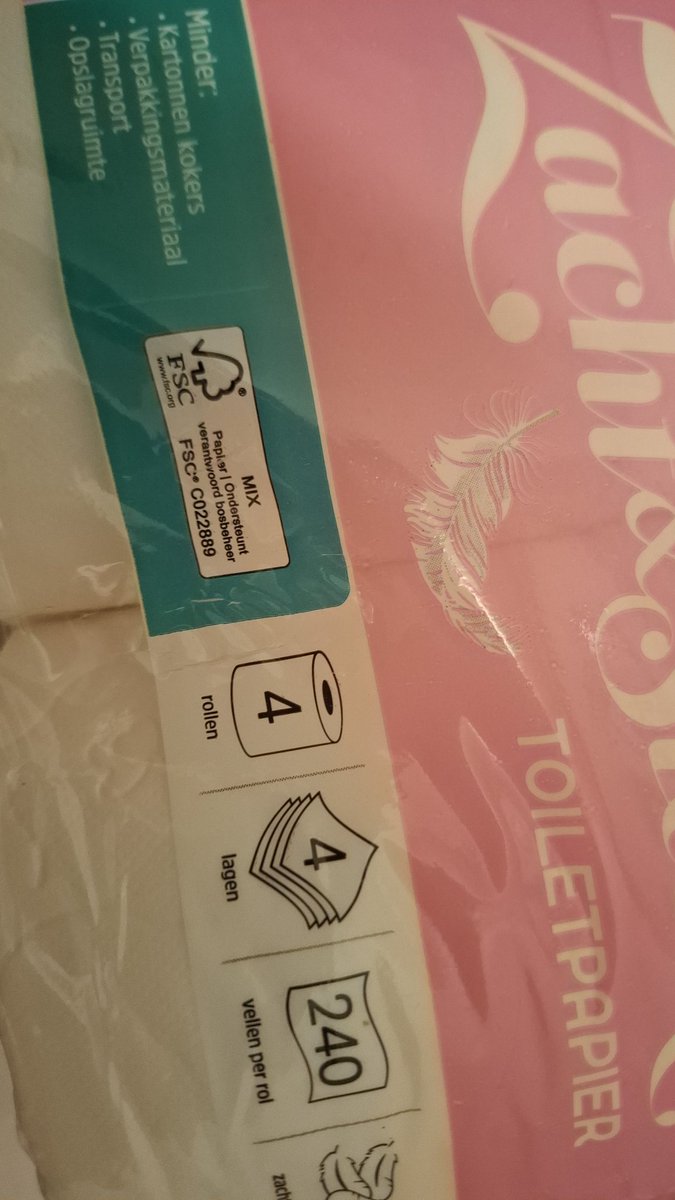 Zacht & 
TOILETPAPIER
Minder:
· Kartonnen kokers
· Verpakkingsmateriaal
· Transport
· Opslagruimte
FSC®
www.fsc.org
MIX
Papier | Ondersteunt
verantwoord bosbeheer
FSC® C022889
4
rollen
4
lagen
240
vellen per rol